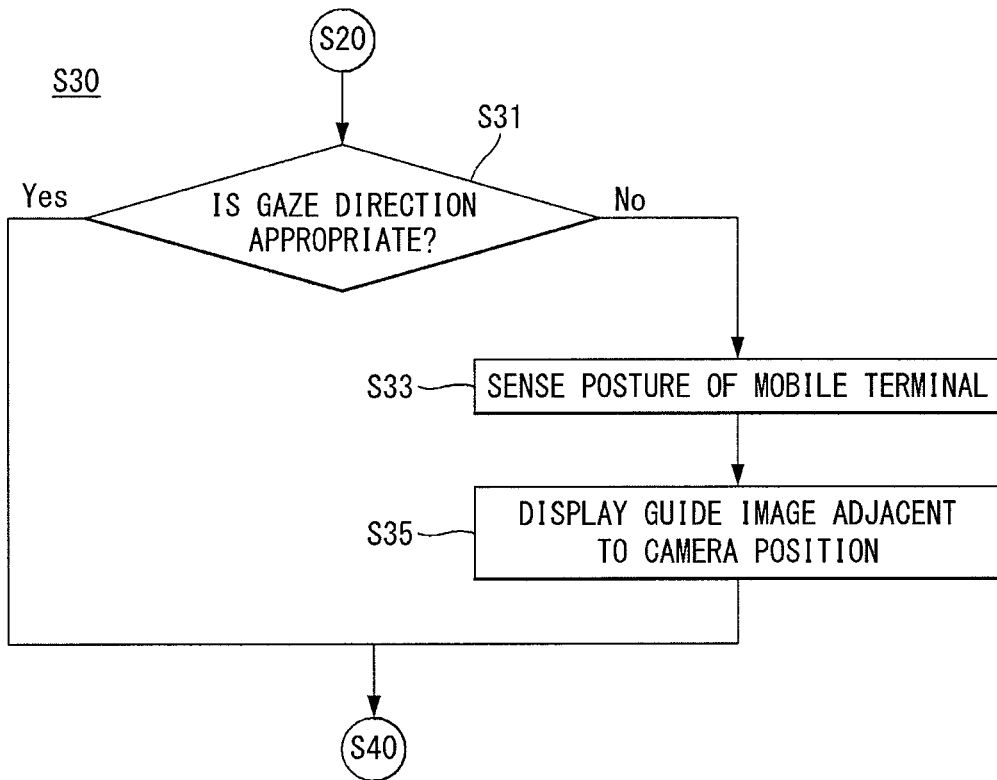 S20
S30
S31
Yes
IS GAZE DIRECTION
APPROPRIATE?
No
S33
SENSE POSTURE OF MOBILE TERMINAL
S35
DISPLAY GUIDE IMAGE ADJACENT
TO CAMERA POSITION
S40